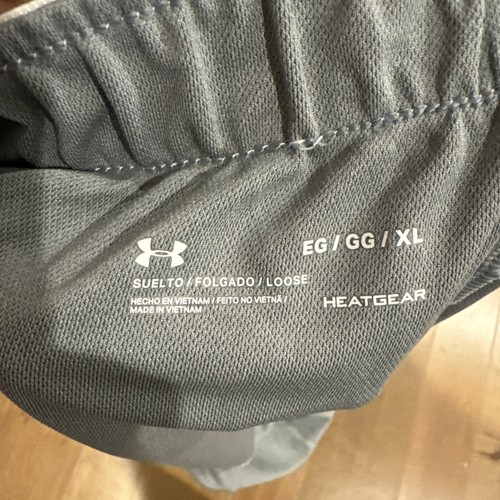 EG / GG / XL
SUELTO / FOLGADO / LOOSE
HECHO EN VIETNAM / FEITO NO VIETNÃ /
MADE IN VIETNAM
HEATGEAR